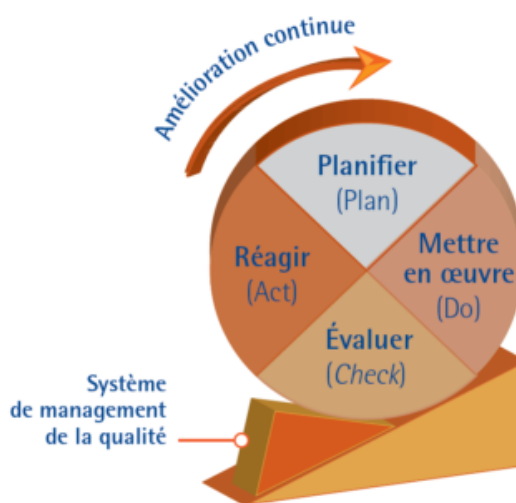 Amélioration continue
Planifier
(Plan)
Mettre
en œuvre
(Do)
Réagir
(Act)
Évaluer
(Check)
Système
de management
de la qualité